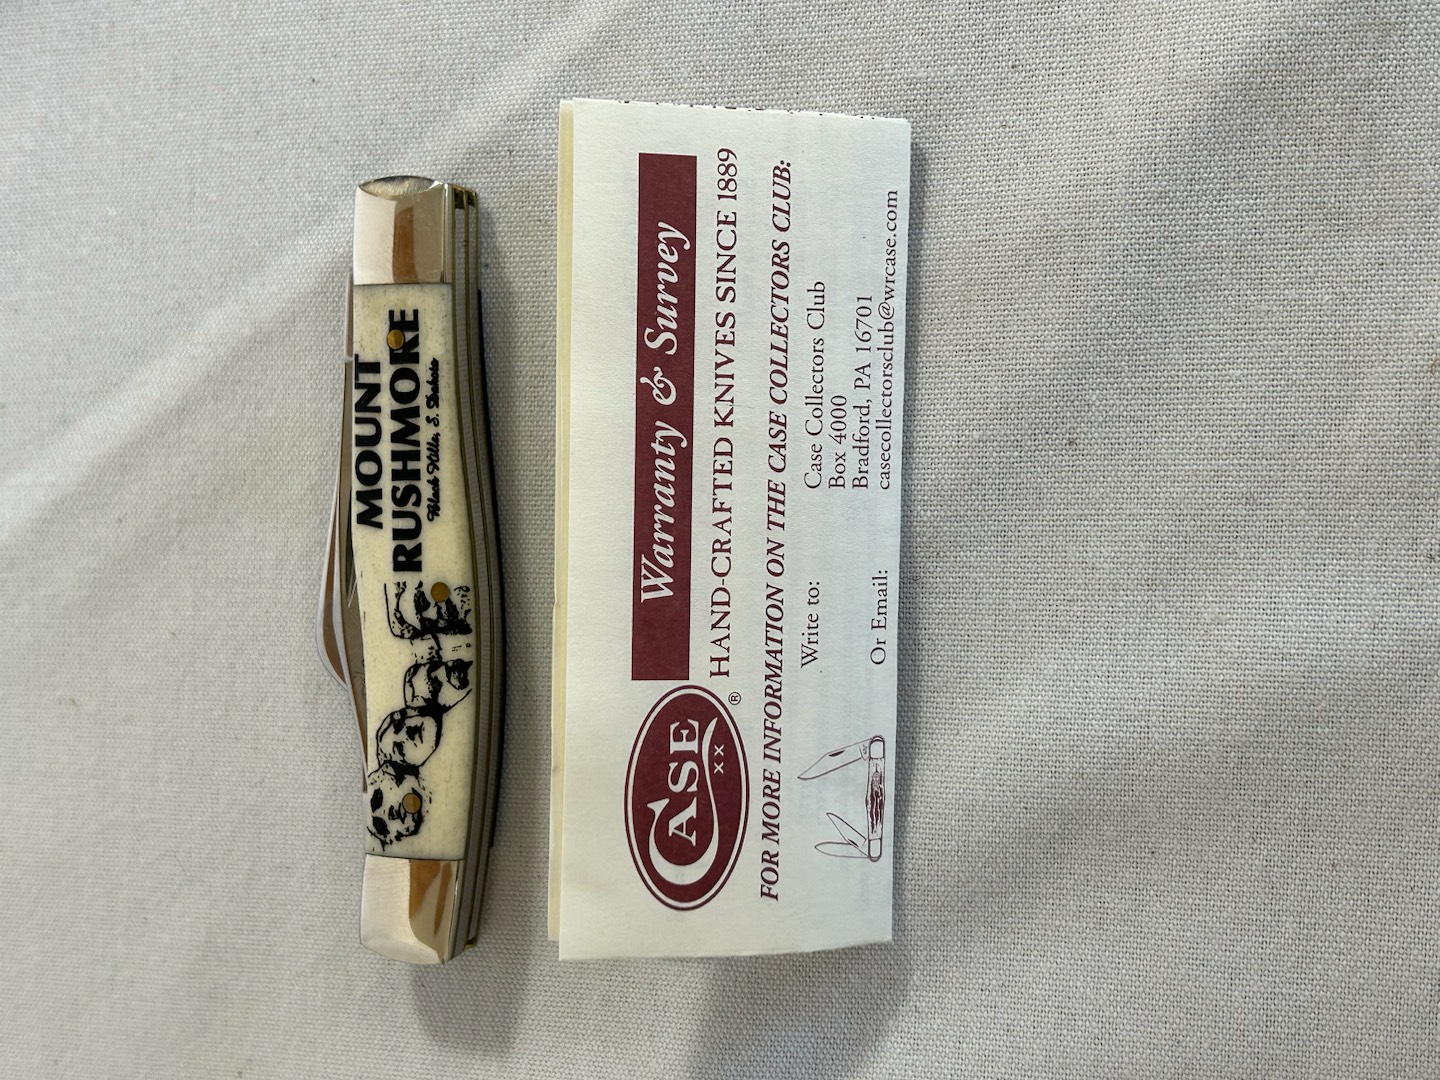 MOUNT
RUSHMORE
Black Hills, S. Dakota
CASE
XX
®
Warranty & Survey
HAND-CRAFTED KNIVES SINCE 1889
FOR MORE INFORMATION ON THE CASE COLLECTORS CLUB:
Write to: Case Collectors Club
Box 4000
Bradford, PA 16701
Or Email: casecollectorsclub@wrcase.com